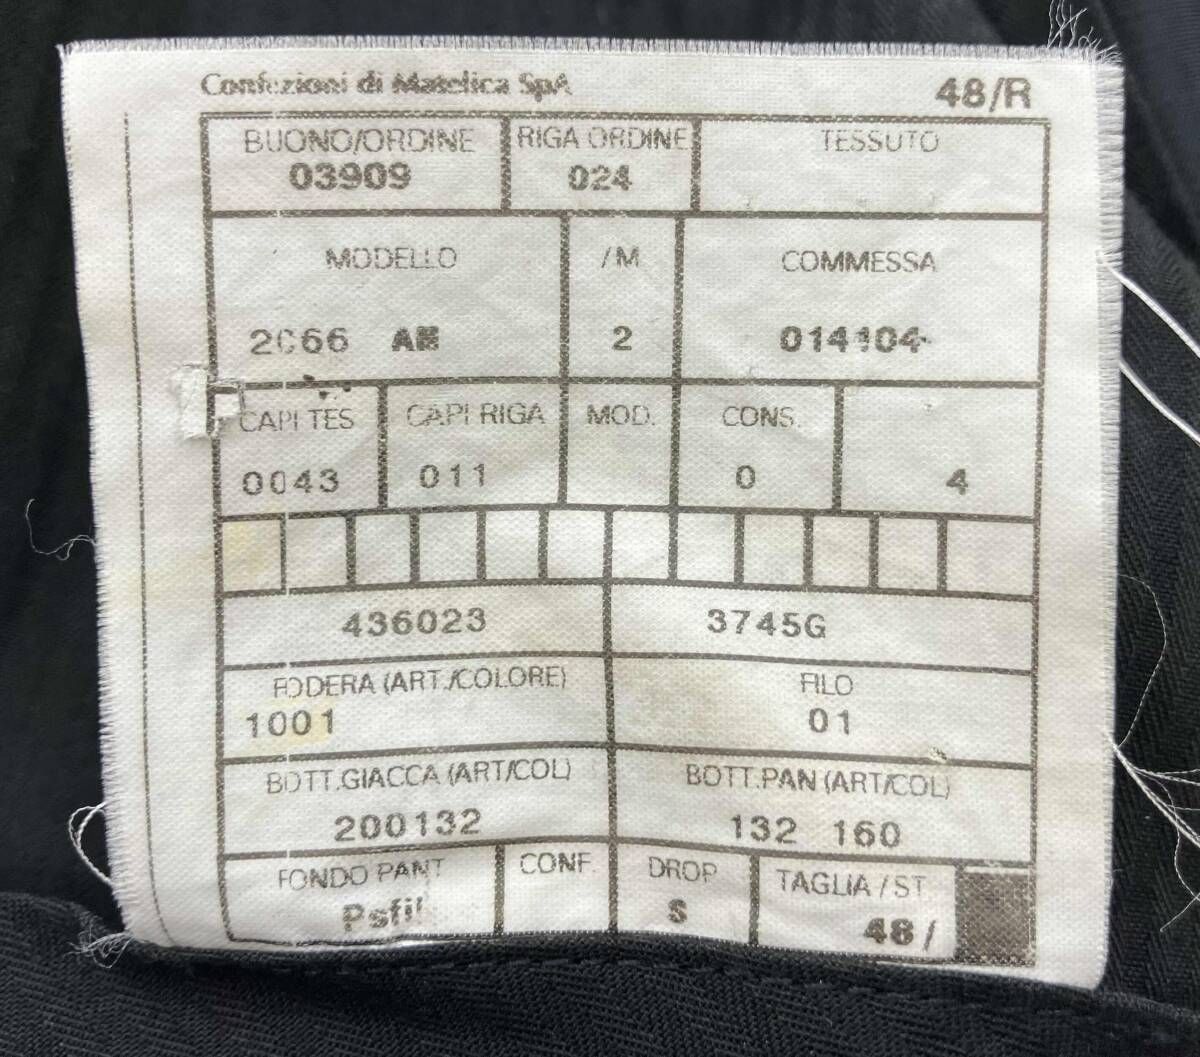 Confezioni di Matelica SpA 48/R
BUONO/ORDINE RIGA ORDINE TESSUTO
03909 024
MODELLO /M COMMESSA
2066 2 014104
CAPI TES CAPI RIGA MOD. CONS.
0043 011 0 4
436023 3745G
FODERA (ART./COLORE) FILO
1001 01
BOTT.GIACCA (ART/COL) BOTT.PAN (ART/COL)
200132 132 160
FONDO PANT CONF. DROP TAGLIA / ST
S 48/